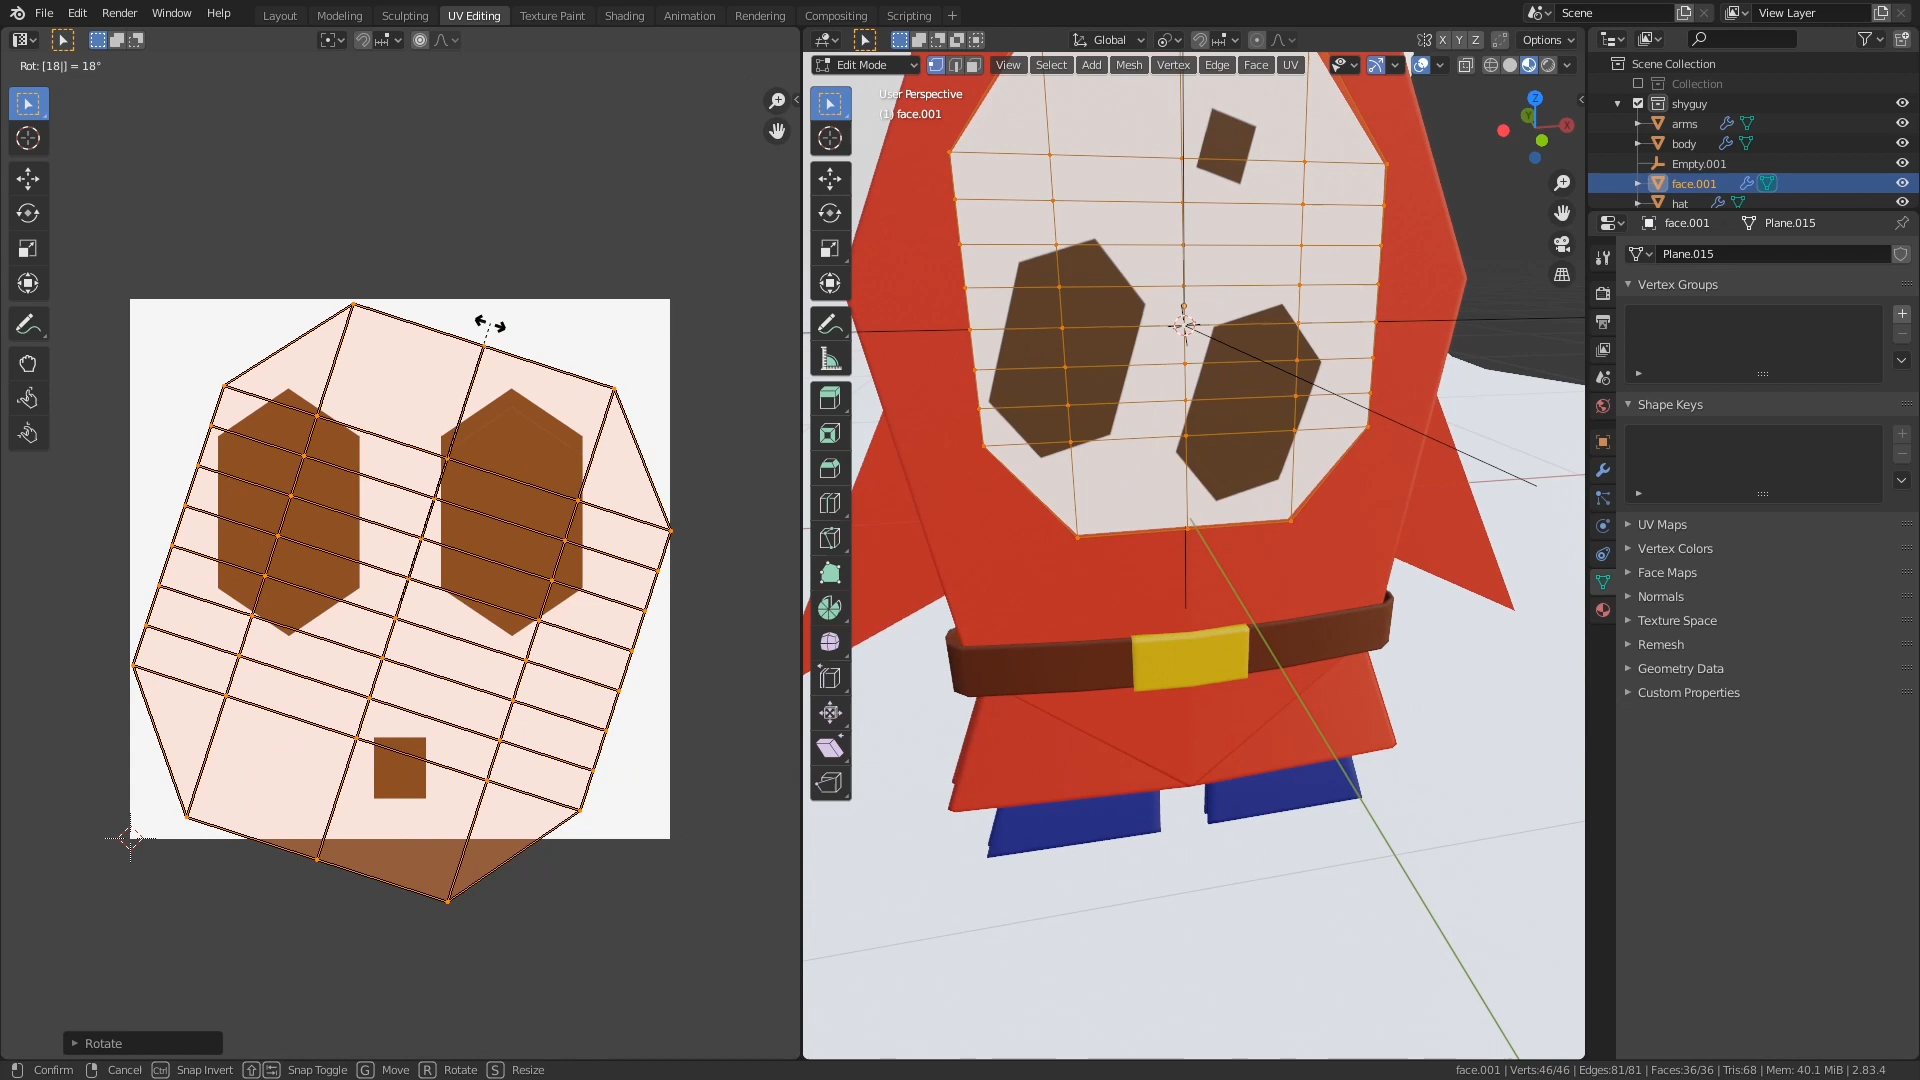 File Edit Render Window Help
Layout Modeling Sculpting UV Editing Texture Paint Shading Animation Rendering Compositing Scripting +
Scene
View Layer
Global
X Y Z
Options
Rot: [18|] = 18°
Edit Mode
View Select Add Mesh Vertex Edge Face UV
User Perspective
(1) face.001
Z
Y
X
Scene Collection
Collection
shyguy
arms
body
Empty.001
face.001
hat
face.001
Plane.015
Plane.015
Vertex Groups
Shape Keys
UV Maps
Vertex Colors
Face Maps
Normals
Texture Space
Remesh
Geometry Data
Custom Properties
Rotate
Confirm
Cancel
Ctrl Snap Invert
Snap Toggle
G Move
R Rotate
S Resize
face.001 | Verts:46/46 | Edges:81/81 | Faces:36/36 | Tris:68 | Mem: 40.1 MiB | 2.83.4